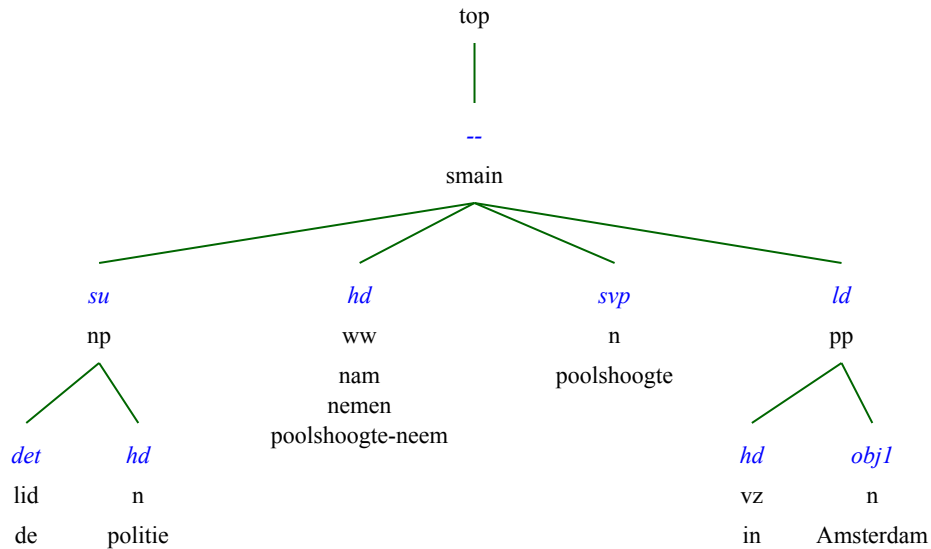 top
--
smain
su hd svp ld
np ww n pp
nam poolshoogte
nemen
poolshoogte-neem
det hd hd obj1
lid n vz n
de politie in Amsterdam